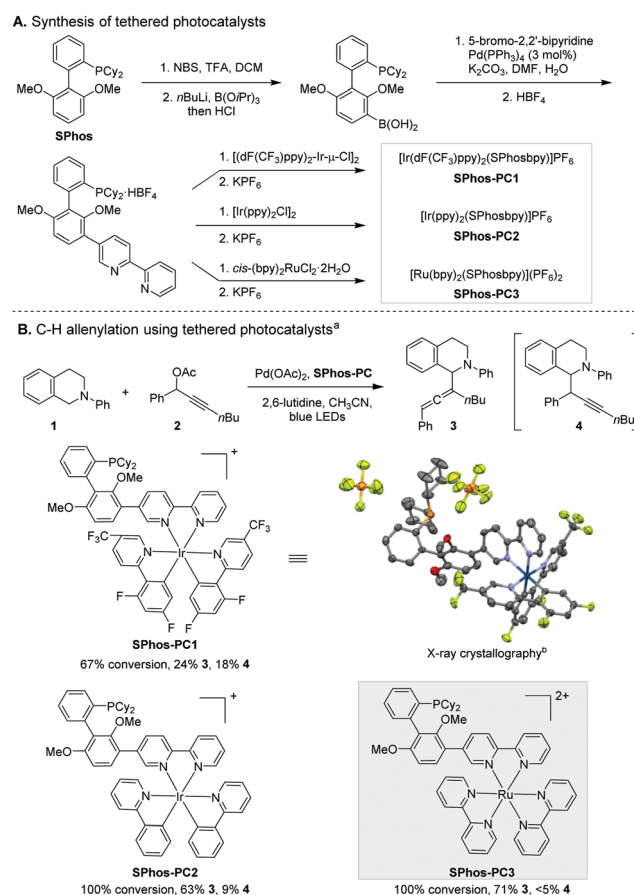 A. Synthesis of tethered photocatalysts
PCy2
MeO
OMe
SPhos
1. NBS, TFA, DCM
2. nBuLi, B(OiPr)3
then HCl
PCy2
MeO
OMe
B(OH)2
1. 5-bromo-2,2'-bipyridine
Pd(PPh3)4 (3 mol%)
K2CO3, DMF, H2O
2. HBF4
PCy2·HBF4
MeO
OMe
N
N
1. [(dF(CF3)ppy)2-Ir-μ-Cl]2
2. KPF6
[Ir(dF(CF3)ppy)2(SPhosbpy)]PF6
SPhos-PC1
1. [Ir(ppy)2Cl]2
2. KPF6
[Ir(ppy)2(SPhosbpy)]PF6
SPhos-PC2
1. cis-(bpy)2RuCl2·2H2O
2. KPF6
[Ru(bpy)2(SPhosbpy)](PF6)2
SPhos-PC3
B. C-H allenylation using tethered photocatalystsa
N
Ph
1
+
OAc
Ph
nBu
2
Pd(OAc)2, SPhos-PC
2,6-lutidine, CH3CN,
blue LEDs
N
Ph
nBu
Ph
3
N
Ph
Ph
nBu
4
PCy2
OMe
MeO
N
N
F3C
CF3
N
Ir
N
F
F
F
F
+
SPhos-PC1
67% conversion, 24% 3, 18% 4
X-ray crystallographyb
PCy2
OMe
MeO
N
N
N
Ir
N
+
SPhos-PC2
100% conversion, 63% 3, 9% 4
PCy2
OMe
MeO
N
N
N
Ru
N
N
N
2+
SPhos-PC3
100% conversion, 71% 3, <5% 4